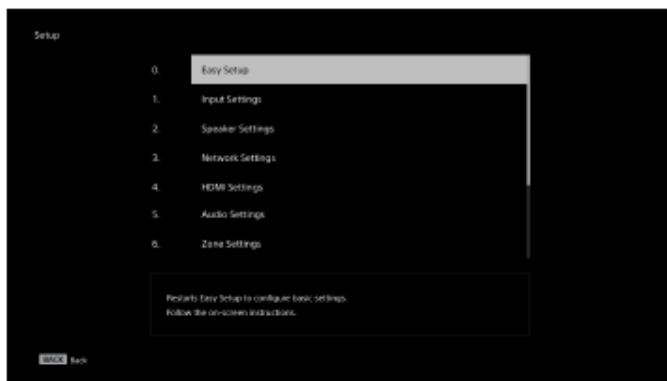 Setup
0. Easy Setup
1. Input Settings
2. Speaker Settings
3. Network Settings
4. HDMI Settings
5. Audio Settings
6. Zone Settings
Restarts Easy Setup to configure basic settings.
Follow the on-screen instructions.
BACK Back